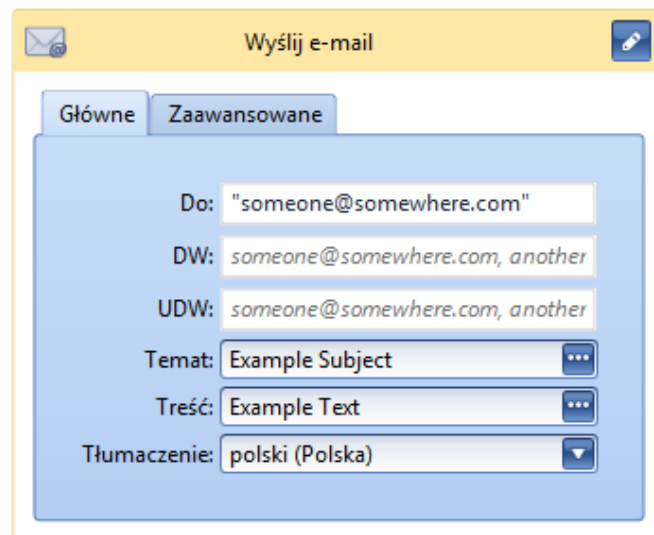 Wyślij e-mail
Główne Zaawansowane
Do: "someone@somewhere.com"
DW: someone@somewhere.com, another
UDW: someone@somewhere.com, another
Temat: Example Subject
Treść: Example Text
Tłumaczenie: polski (Polska)